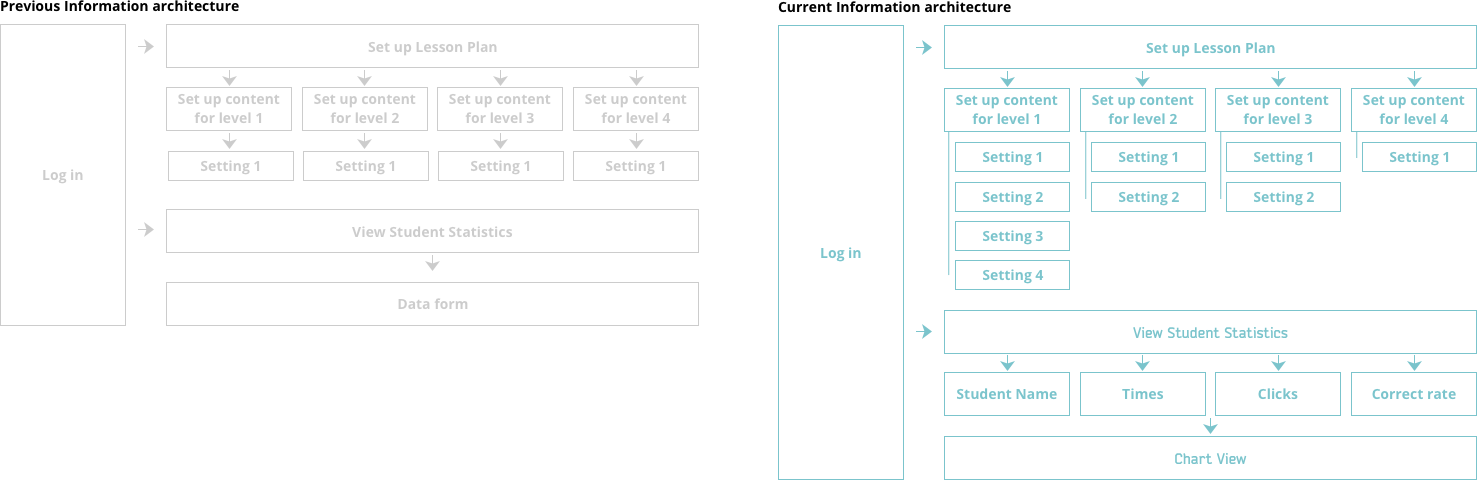 Previous Information architecture
Log in
Set up Lesson Plan
Set up content
for level 1
Set up content
for level 2
Set up content
for level 3
Set up content
for level 4
Setting 1
Setting 1
Setting 1
Setting 1
View Student Statistics
Data form
Current Information architecture
Log in
Set up Lesson Plan
Set up content
for level 1
Setting 1
Setting 2
Setting 3
Setting 4
Set up content
for level 2
Setting 1
Setting 2
Set up content
for level 3
Setting 1
Setting 2
Set up content
for level 4
Setting 1
View Student Statistics
Student Name
Times
Clicks
Correct rate
Chart View